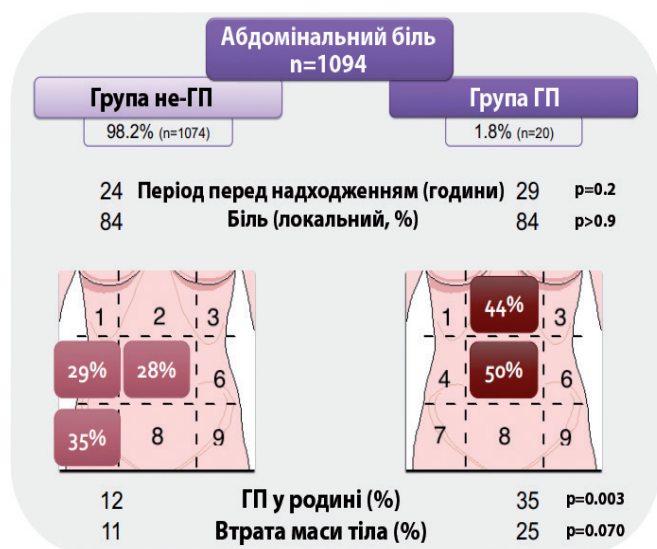 Абдомінальний біль
n=1094
Група не-ГП
Група ГП
98.2% (n=1074)
1.8% (n=20)
24 Період перед надходженням (години) 29 p=0.2
84 Біль (локальний, %) 84 p>0.9
1 2 3
29% 28% 6
35% 8 9
1 44% 3
4 50% 6
7 8 9
12 ГП у родині (%) 35 p=0.003
11 Втрата маси тіла (%) 25 p=0.070